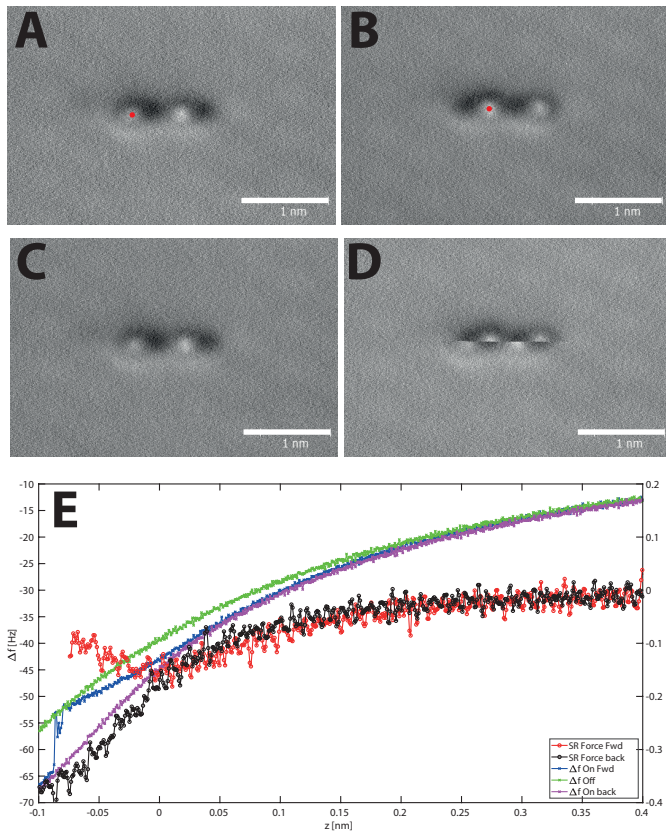 A
B
1 nm
1 nm
C
D
1 nm
1 nm
E
-10
-15
-20
-25
-30
-35
-40
-45
-50
-55
-60
-65
-70
Δf [Hz]
0.2
0.1
0
-0.1
-0.2
-0.3
-0.4
SR Force Fwd
SR Force back
Δf On Fwd
Δf Off
Δf On back
-0.1 -0.05 0 0.05 0.1 0.15 0.2 0.25 0.3 0.35 0.4
z [nm]